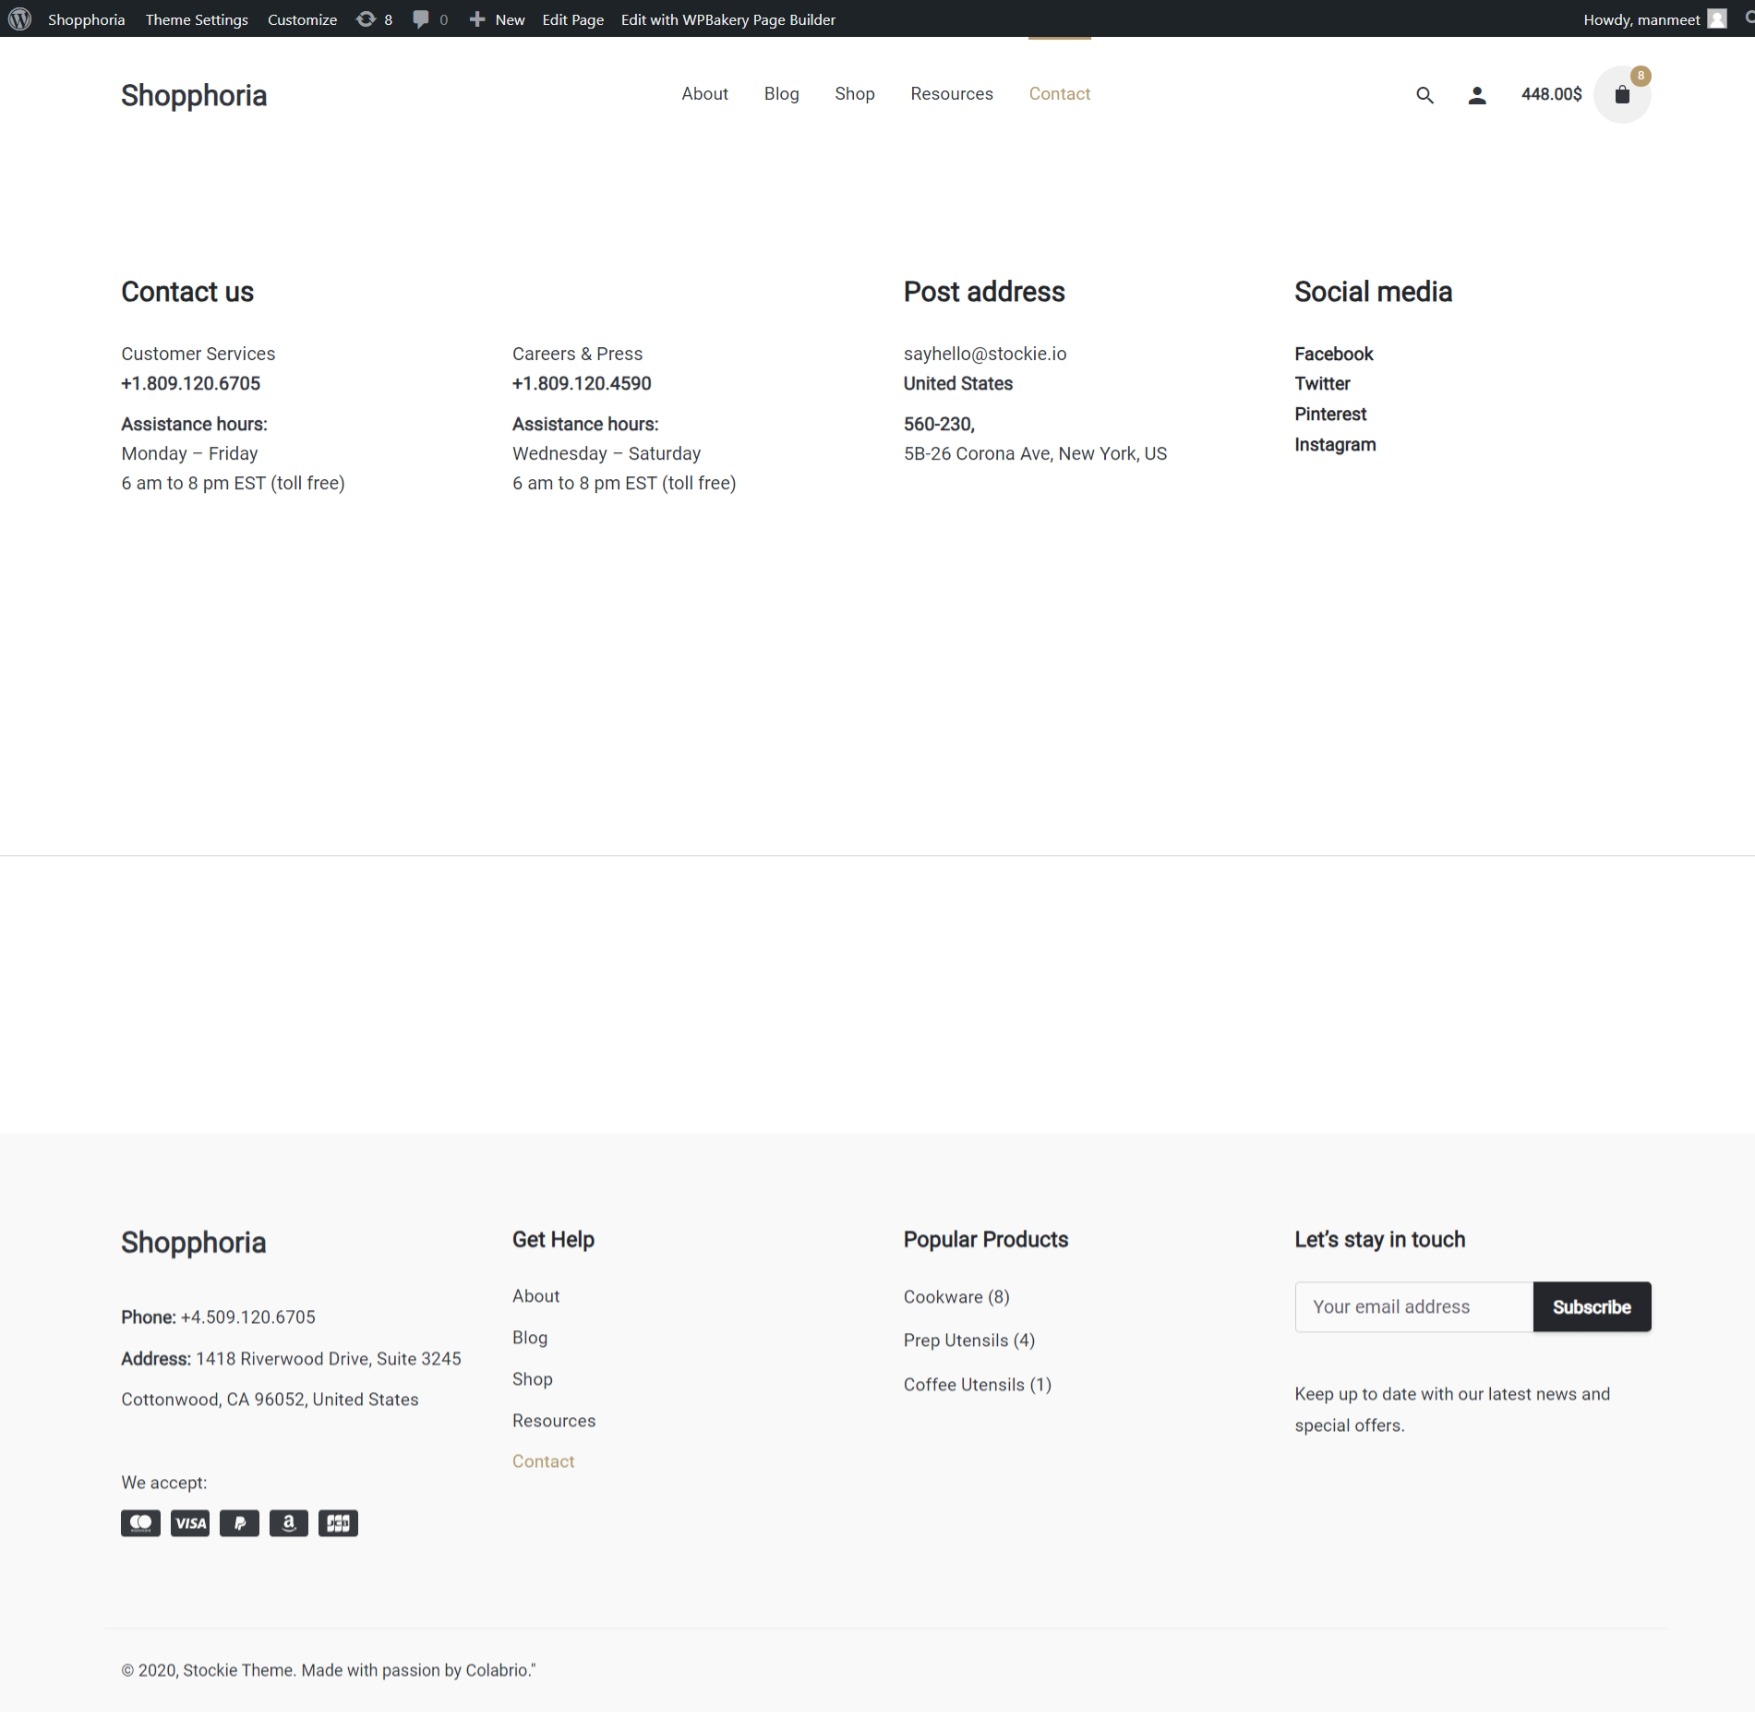 Shopphoria Theme Settings Customize 8 0 New Edit Page Edit with WPBakery Page Builder Howdy, manmeet
Shopphoria About Blog Shop Resources Contact 448.00$ 8
Contact us
Customer Services
+1.809.120.6705
Assistance hours:
Monday – Friday
6 am to 8 pm EST (toll free)
Careers & Press
+1.809.120.4590
Assistance hours:
Wednesday – Saturday
6 am to 8 pm EST (toll free)
Post address
sayhello@stockie.io
United States
560-230,
5B-26 Corona Ave, New York, US
Social media
Facebook
Twitter
Pinterest
Instagram
Shopphoria
Phone: +4.509.120.6705
Address: 1418 Riverwood Drive, Suite 3245
Cottonwood, CA 96052, United States
We accept:
VISA JCB
Get Help
About
Blog
Shop
Resources
Contact
Popular Products
Cookware (8)
Prep Utensils (4)
Coffee Utensils (1)
Let’s stay in touch
Your email address Subscribe
Keep up to date with our latest news and
special offers.
© 2020, Stockie Theme. Made with passion by Colabrio."